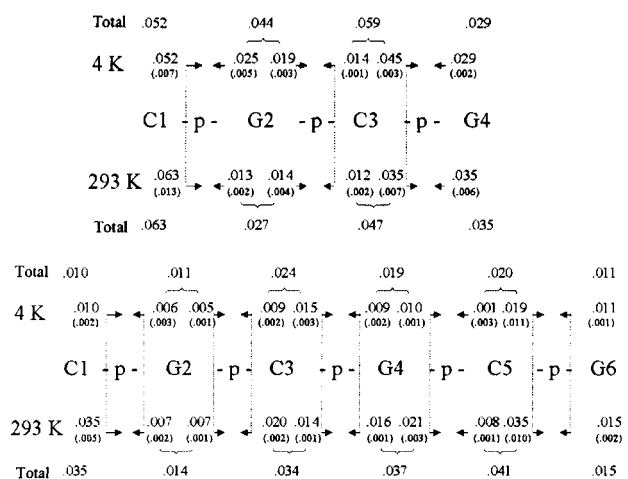 Total .052 .044 .059 .029
4 K .052 .025 .019 .014 .045 .029
(.007) (.005) (.003) (.001) (.003) (.002)
C1 - p - G2 - p - C3 - p - G4
293 K .063 .013 .014 .012 .035 .035
(.013) (.002) (.004) (.002) (.007) (.006)
Total .063 .027 .047 .035
Total .010 .011 .024 .019 .020 .011
4 K .010 .006 .005 .009 .015 .009 .010 .001 .019 .011
(.002) (.003) (.001) (.002) (.003) (.002) (.001) (.003) (.011) (.001)
C1 - p - G2 - p - C3 - p - G4 - p - C5 - p - G6
293 K .035 .007 .007 .020 .014 .016 .021 .008 .035 .015
(.005) (.002) (.001) (.002) (.001) (.001) (.003) (.001) (.010) (.002)
Total .035 .014 .034 .037 .041 .015